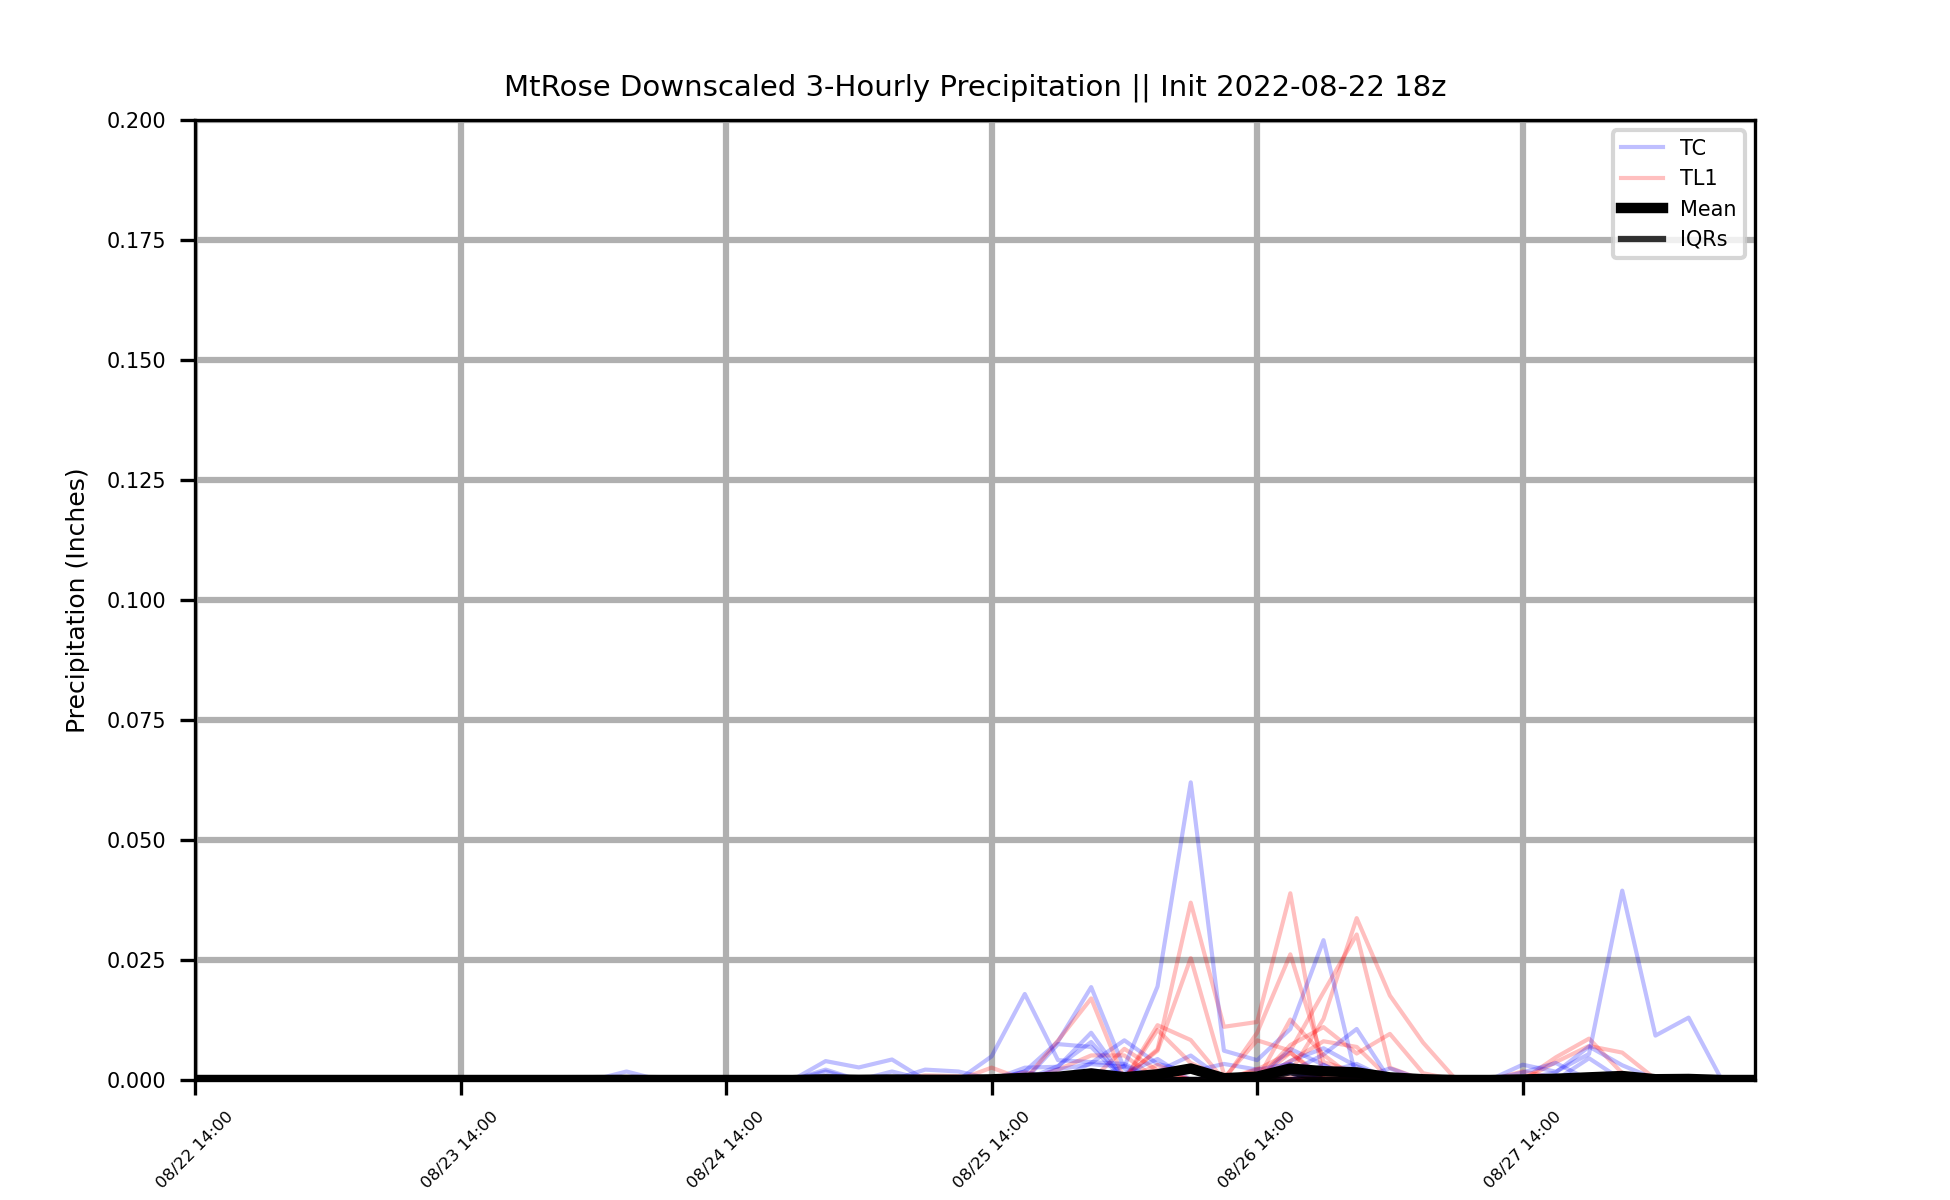 MtRose Downscaled 3-Hourly Precipitation || Init 2022-08-22 18z
TC
TL1
Mean
IQRs
Precipitation (Inches)
0.200
0.175
0.150
0.125
0.100
0.075
0.050
0.025
0.000
08/22 14:00
08/23 14:00
08/24 14:00
08/25 14:00
08/26 14:00
08/27 14:00